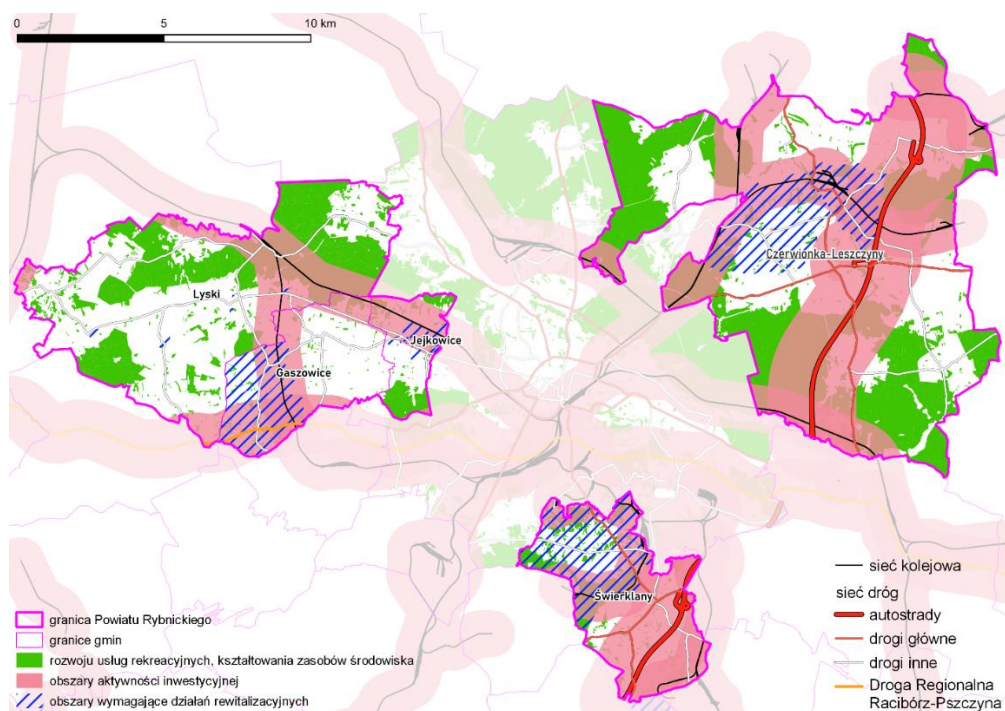 0 5 10 km
Czerwionka-Leszczyny
Lyski
Jejkowice
Gaszowice
Świerklany
granica Powiatu Rybnickiego
granice gmin
rozwoju usług rekreacyjnych, kształtowania zasobów środowiska
obszary aktywności inwestycyjnej
obszary wymagające działań rewitalizacyjnych
sieć kolejowa
sieć dróg
autostrady
drogi główne
drogi inne
Droga Regionalna
Racibórz-Pszczyna